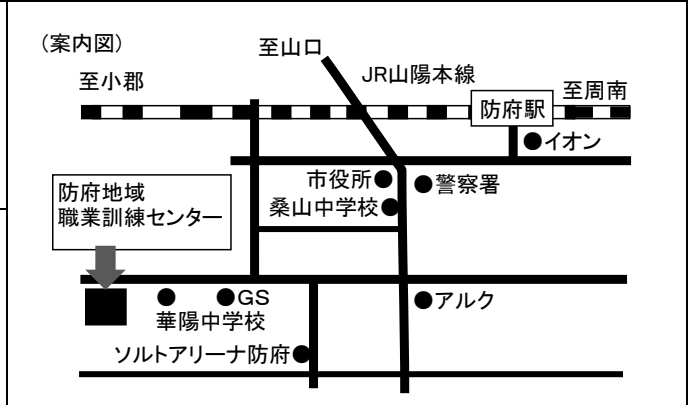 (案内図)
至山口
JR山陽本線
至小郡
至周南
防府駅
●イオン
市役所●
●警察署
桑山中学校●
防府地域
職業訓練センター
●GS
●アルク
華陽中学校
ソルトアリーナ防府●